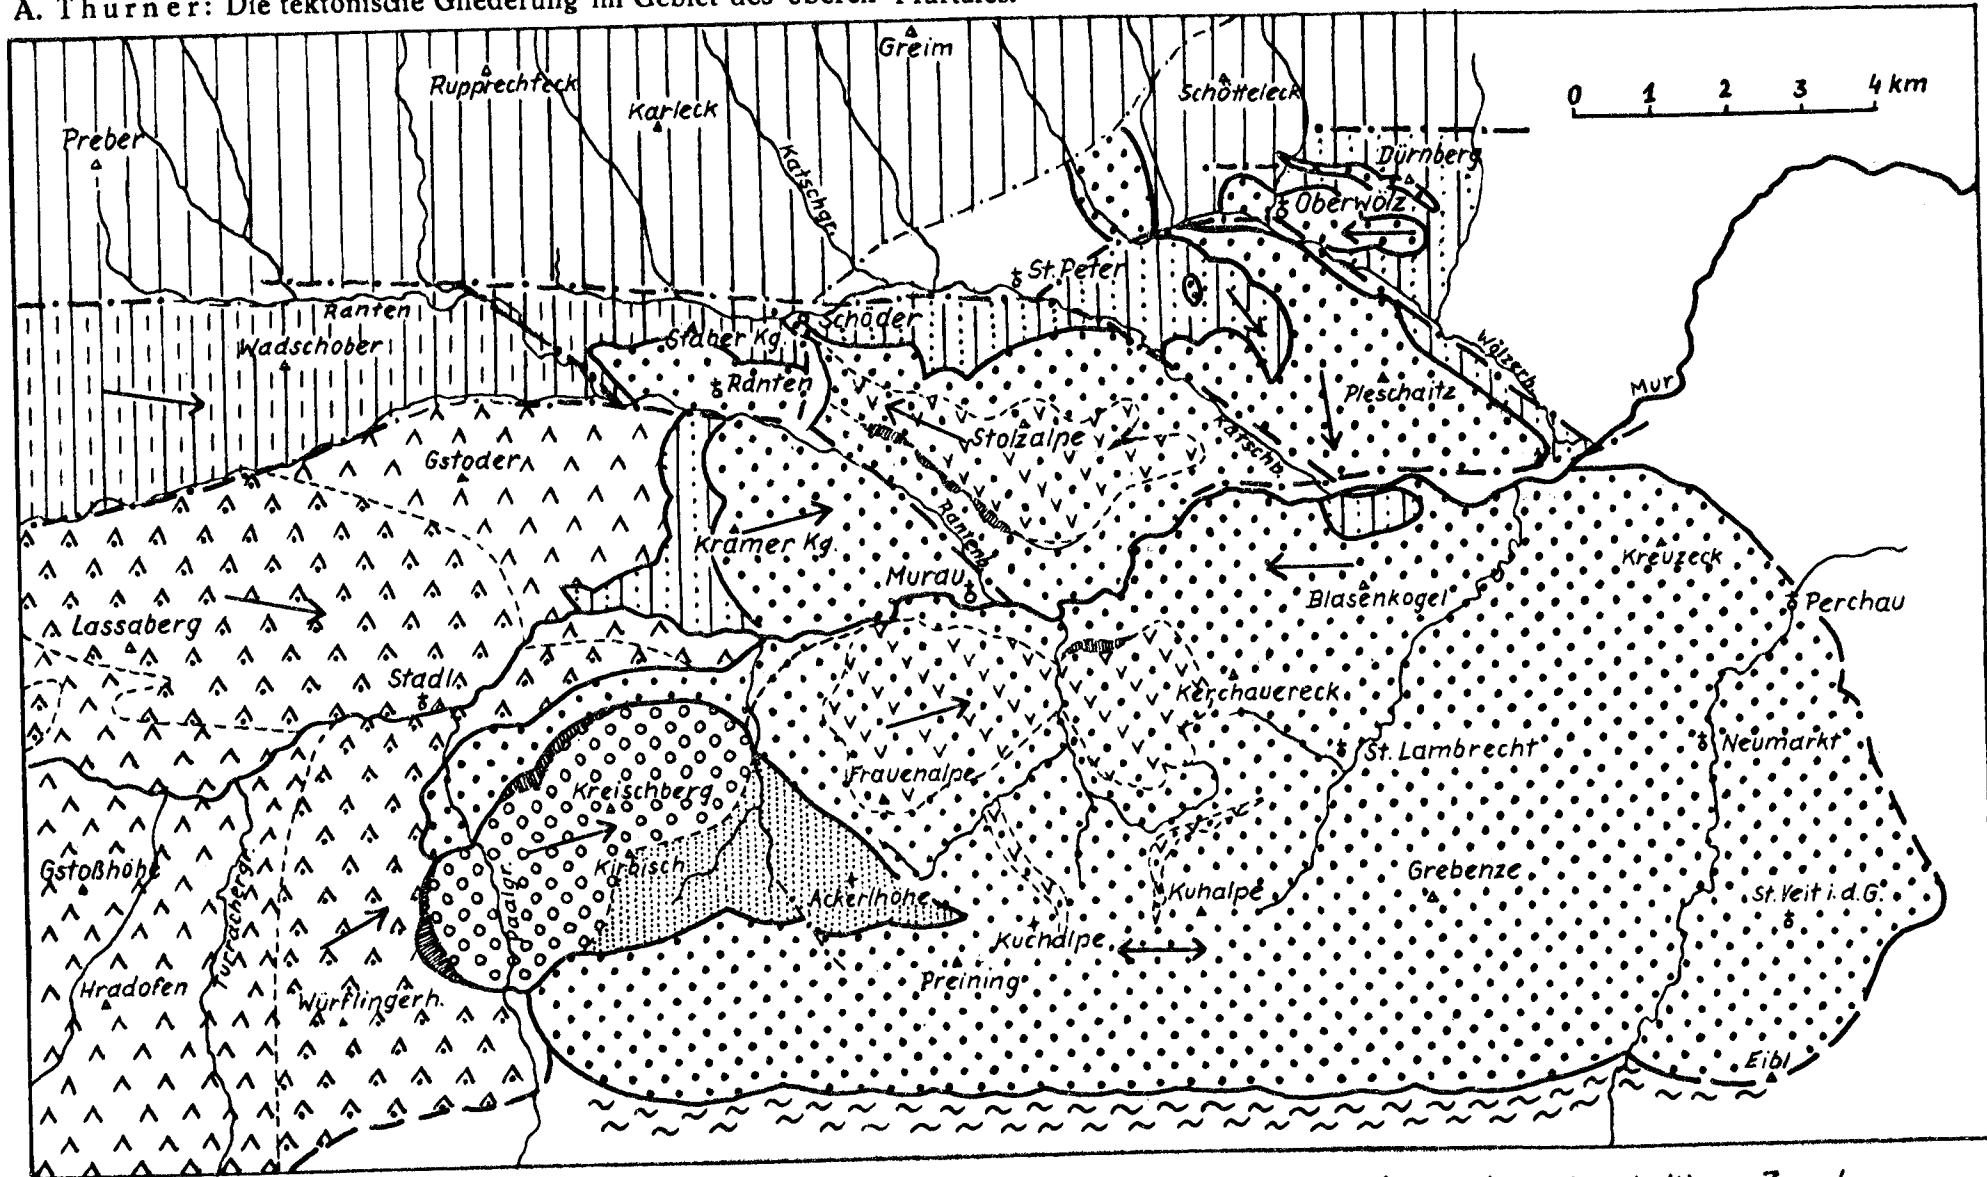 A. Thurner: Die tektonische Gliederung im Gebiet des oberen Murtales.
Greim
Rupprechteck
Schötteleck
0 1 2 3 4 km
Karleck
Preber
Katschgr.
Dürnberg
Oberwölz.
St. Peter
Ranten
Schöder
Wadschober
Staber Kg.
Wölzerb.
Ranten
Mur
Pleschaitz
Stolzalpe
Katschb.
Gstoder
Rantenb.
Kramer Kg.
Kreuzeck
Murau
Blasenkogel
Perchau
Lassaberg
Stadl
Kerchauereck
St. Lambrecht
Neumarkt
Frauenalpe
Kreischberg
Gstoßhöhe
Kirbisch
Grebenze
Turracherg.
Paalgr.
Ackerlhöhe
Kuhalpe
St. Veit i. d. G.
Kuchalpe
Preining
Hradofen
Würflingerh.
Eibl